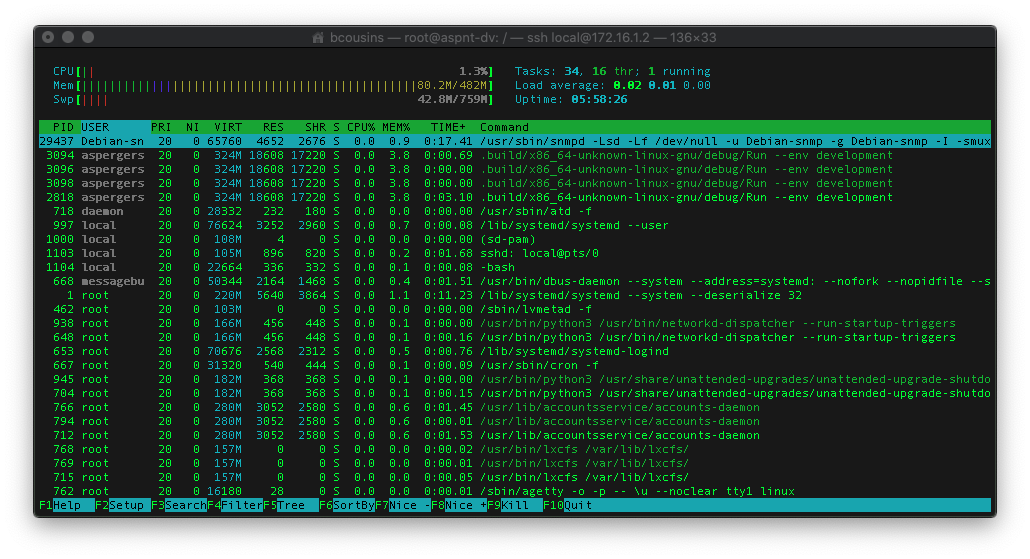 bcousins — root@aspnt-dv: / — ssh local@172.16.1.2 — 136×33
CPU[|| 1.3%] Tasks: 34, 16 thr; 1 running
Mem[||||||||||||||||||||||||||||||||||||||||||||||||80.2M/482M] Load average: 0.02 0.01 0.00
Swp[|||| 42.8M/759M] Uptime: 05:58:26
PID USER PRI NI VIRT RES SHR S CPU% MEM% TIME+ Command
29437 Debian-sn 20 0 65760 4652 2676 S 0.0 0.9 0:17.41 /usr/sbin/snmpd -Lsd -Lf /dev/null -u Debian-snmp -g Debian-snmp -I -smux
3094 aspergers 20 0 324M 18608 17220 S 0.0 3.8 0:00.69 .build/x86_64-unknown-linux-gnu/debug/Run --env development
3096 aspergers 20 0 324M 18608 17220 S 0.0 3.8 0:00.00 .build/x86_64-unknown-linux-gnu/debug/Run --env development
3098 aspergers 20 0 324M 18608 17220 S 0.0 3.8 0:00.00 .build/x86_64-unknown-linux-gnu/debug/Run --env development
2818 aspergers 20 0 324M 18608 17220 S 0.0 3.8 0:03.10 .build/x86_64-unknown-linux-gnu/debug/Run --env development
718 daemon 20 0 28332 232 180 S 0.0 0.0 0:00.00 /usr/sbin/atd -f
997 local 20 0 76624 3252 2960 S 0.0 0.7 0:00.08 /lib/systemd/systemd --user
1000 local 20 0 108M 4 0 S 0.0 0.0 0:00.00 (sd-pam)
1103 local 20 0 105M 896 820 S 0.0 0.2 0:01.68 sshd: local@pts/0
1104 local 20 0 22664 336 332 S 0.0 0.1 0:00.08 -bash
668 messagebu 20 0 50344 2164 1468 S 0.0 0.4 0:01.51 /usr/bin/dbus-daemon --system --address=systemd: --nofork --nopidfile --s
1 root 20 0 220M 5640 3864 S 0.0 1.1 0:11.23 /lib/systemd/systemd --system --deserialize 32
462 root 20 0 103M 0 0 S 0.0 0.0 0:00.00 /sbin/lvmetad -f
938 root 20 0 166M 456 448 S 0.0 0.1 0:00.00 /usr/bin/python3 /usr/bin/networkd-dispatcher --run-startup-triggers
648 root 20 0 166M 456 448 S 0.0 0.1 0:00.16 /usr/bin/python3 /usr/bin/networkd-dispatcher --run-startup-triggers
653 root 20 0 70676 2568 2312 S 0.0 0.5 0:00.76 /lib/systemd/systemd-logind
667 root 20 0 31320 540 444 S 0.0 0.1 0:00.09 /usr/sbin/cron -f
945 root 20 0 182M 368 368 S 0.0 0.1 0:00.00 /usr/bin/python3 /usr/share/unattended-upgrades/unattended-upgrade-shutdo
704 root 20 0 182M 368 368 S 0.0 0.1 0:00.15 /usr/bin/python3 /usr/share/unattended-upgrades/unattended-upgrade-shutdo
766 root 20 0 280M 3052 2580 S 0.0 0.6 0:01.45 /usr/lib/accountsservice/accounts-daemon
794 root 20 0 280M 3052 2580 S 0.0 0.6 0:00.01 /usr/lib/accountsservice/accounts-daemon
712 root 20 0 280M 3052 2580 S 0.0 0.6 0:01.53 /usr/lib/accountsservice/accounts-daemon
768 root 20 0 157M 0 0 S 0.0 0.0 0:00.02 /usr/bin/lxcfs /var/lib/lxcfs/
769 root 20 0 157M 0 0 S 0.0 0.0 0:00.01 /usr/bin/lxcfs /var/lib/lxcfs/
715 root 20 0 157M 0 0 S 0.0 0.0 0:00.05 /usr/bin/lxcfs /var/lib/lxcfs/
762 root 20 0 16180 28 0 S 0.0 0.0 0:00.01 /sbin/agetty -o -p -- \u --noclear tty1 linux
F1Help F2Setup F3SearchF4FilterF5Tree F6SortByF7Nice -F8Nice +F9Kill F10Quit